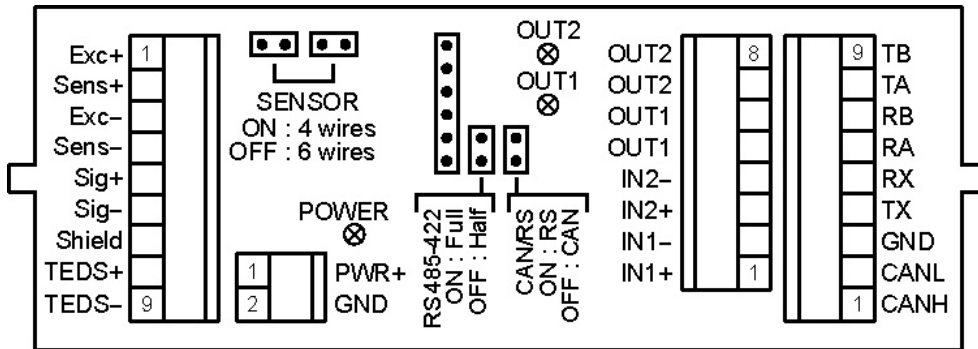 Exc+ 1
Sens+
Exc–
Sens–
Sig+
Sig–
Shield
TEDS+
TEDS– 9
SENSOR
ON : 4 wires
OFF : 6 wires
POWER
1 PWR+
2 GND
RS485-422
ON : Full
OFF : Half
CAN/RS
ON : RS
OFF : CAN
OUT2
OUT1
OUT2 8
OUT2
OUT1
OUT1
IN2–
IN2+
IN1–
IN1+ 1
9 TB
TA
RB
RA
RX
TX
GND
CANL
1 CANH